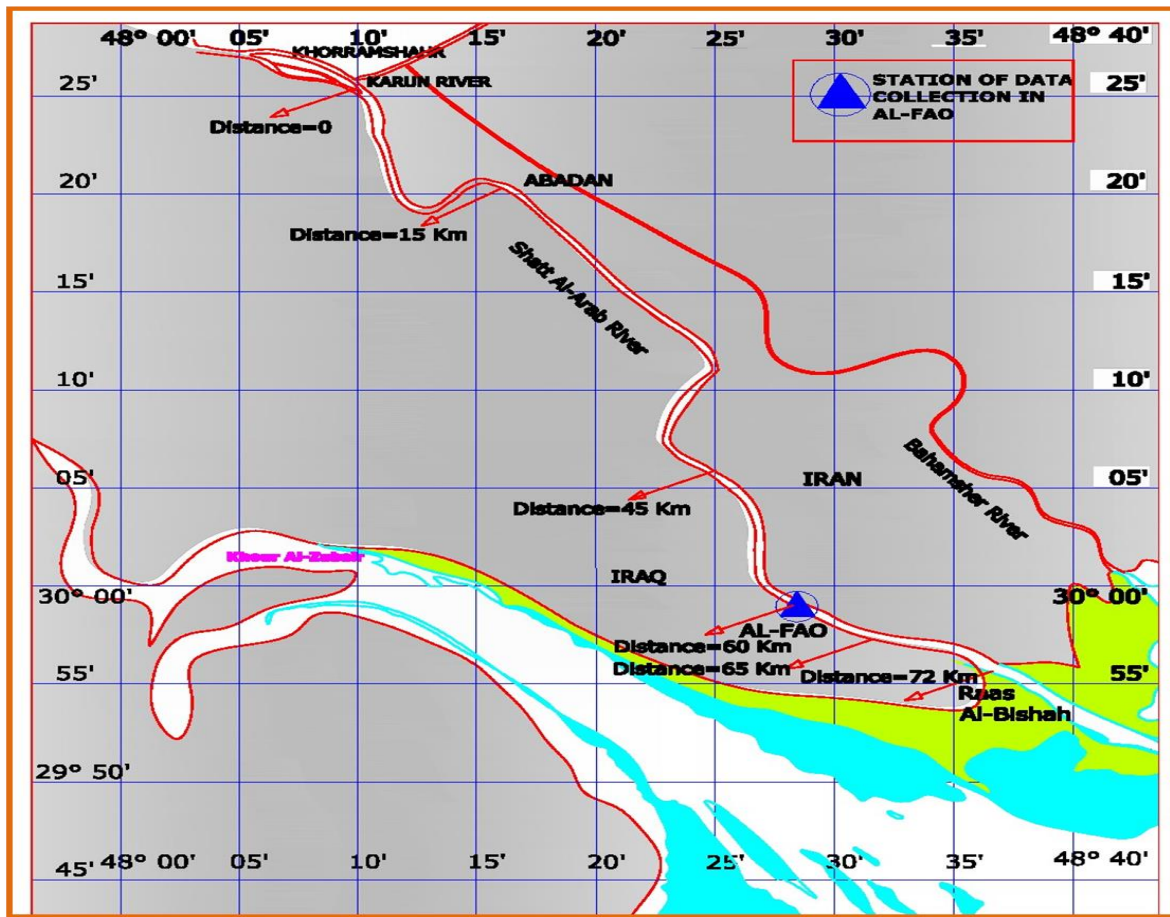 48° 00' 05' 10' 15' 20' 25' 30' 35' 48° 40'
KHORRAMSHAHR
KARUN RIVER
25' 25'
STATION OF DATA
COLLECTION IN
AL-FAO
Distance=0
20' 20'
ABADAN
Distance=15 Km
Shatt Al-Arab River
15' 15'
10' 10'
05' 05'
IRAN
Bahamsher River
Distance=45 Km
Khour Al-Zubair
IRAQ
30° 00' 30° 00'
AL-FAO
Distance=60 Km
Distance=65 Km
Distance=72 Km
55' 55'
Raas
Al-Bishah
29° 50'
48° 00' 05' 10' 15' 20' 25' 30' 35' 48° 40'
45'